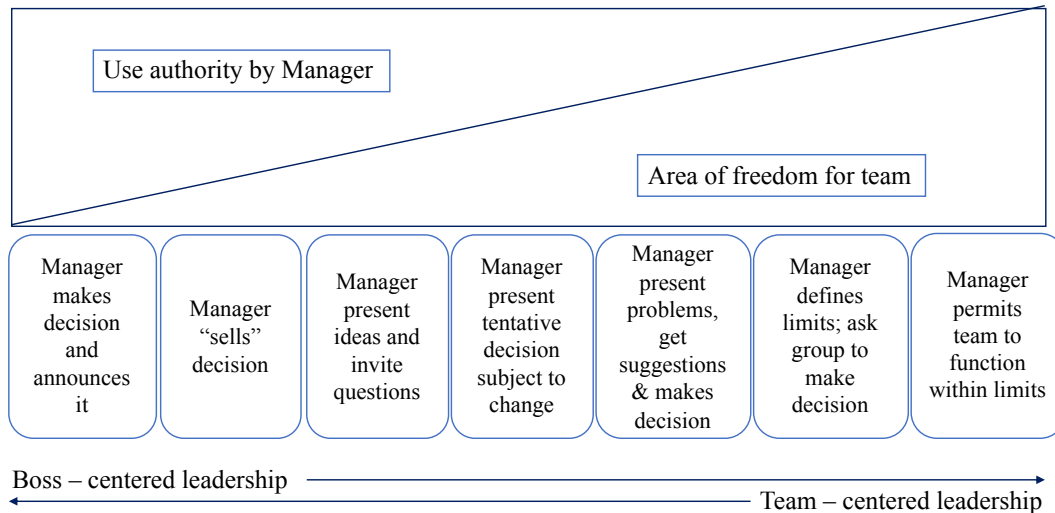 Use authority by Manager
Area of freedom for team
Manager
makes
decision
and
announces
it
Manager
“sells”
decision
Manager
present
ideas and
invite
questions
Manager
present
tentative
decision
subject to
change
Manager
present
problems,
get
suggestions
& makes
decision
Manager
defines
limits; ask
group to
make
decision
Manager
permits
team to
function
within limits
Boss – centered leadership
Team – centered leadership